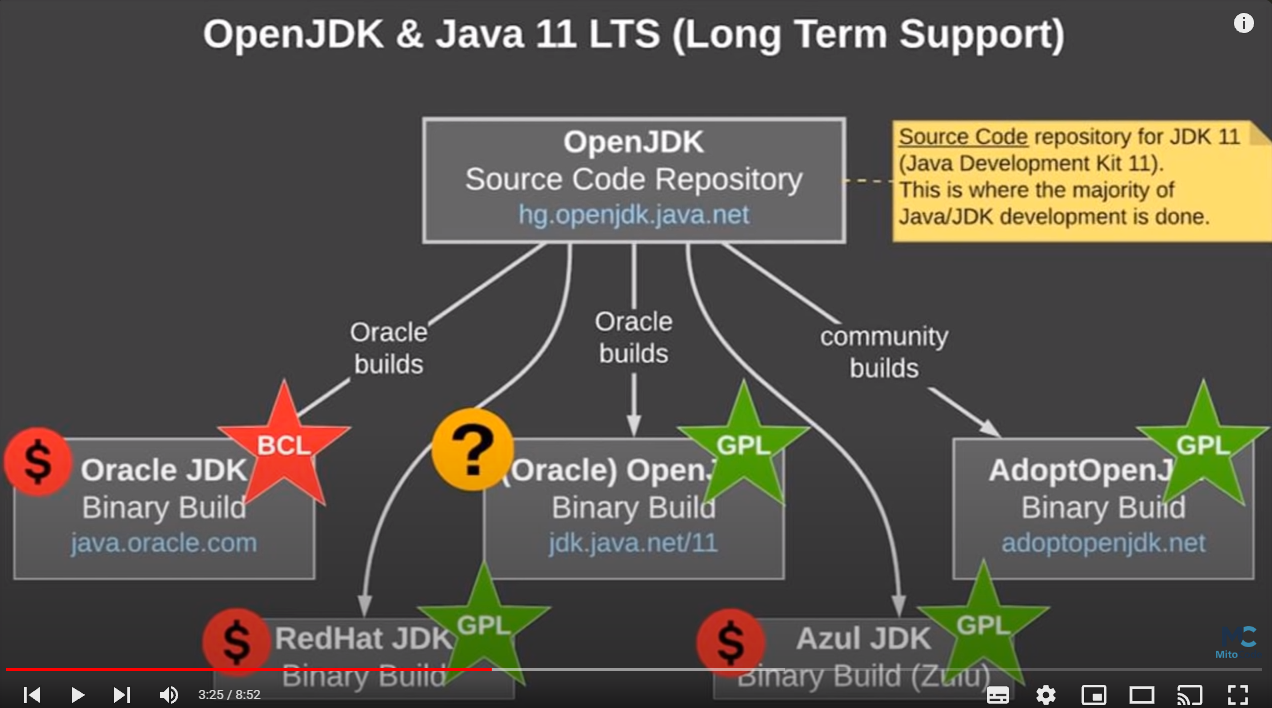 OpenJDK & Java 11 LTS (Long Term Support)
i
OpenJDK
Source Code Repository
hg.openjdk.java.net
Source Code repository for JDK 11
(Java Development Kit 11).
This is where the majority of
Java/JDK development is done.
Oracle
builds
Oracle
builds
community
builds
$
BCL
Oracle JDK
Binary Build
java.oracle.com
?
GPL
(Oracle) OpenJ
Binary Build
jdk.java.net/11
GPL
AdoptOpenJ
Binary Build
adoptopenjdk.net
$
GPL
RedHat JDK
Binary Build
$
GPL
Azul JDK
Binary Build (Zulu)
MC
Mito
3:25 / 8:52